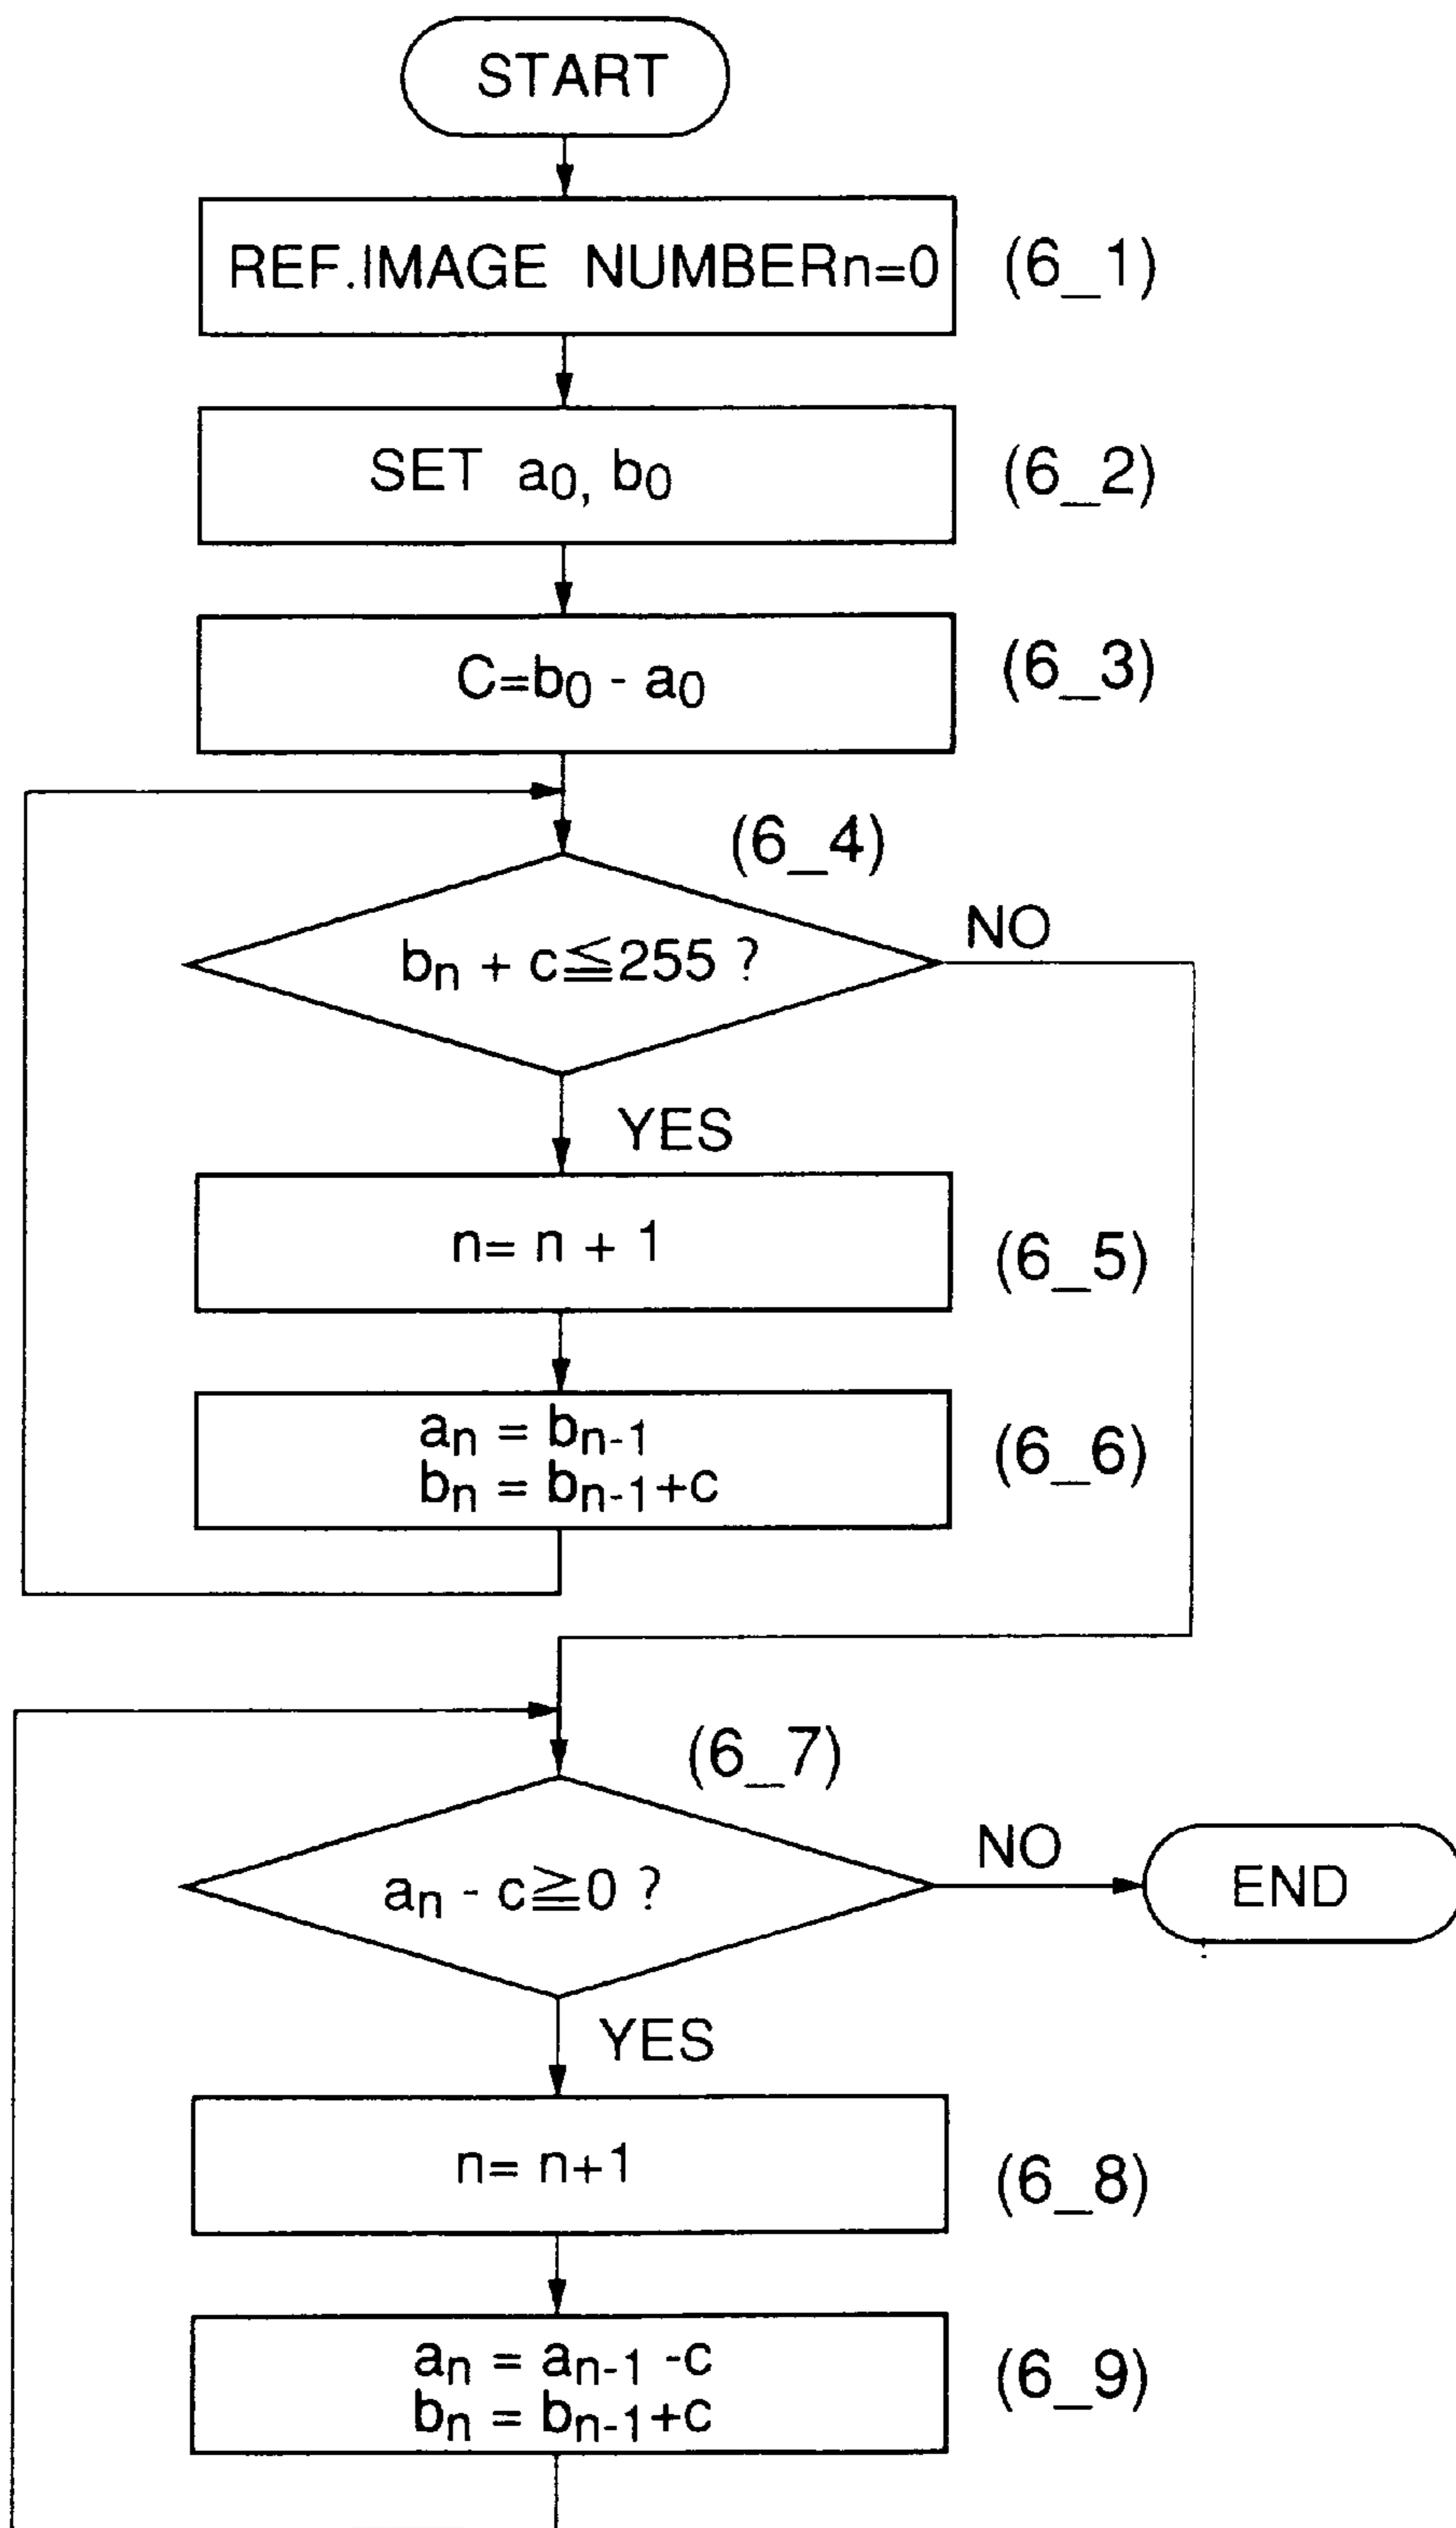 START
REF.IMAGE NUMBERn=0 (6_1)
SET a0, b0 (6_2)
C=b0 - a0 (6_3)
(6_4)
bn + c≦255 ?
NO
YES
n= n + 1 (6_5)
an = bn-1
bn = bn-1+c
(6_6)
(6_7)
an - c≧0 ?
NO
END
YES
n= n+1 (6_8)
an = an-1 -c
bn = bn-1+c
(6_9)